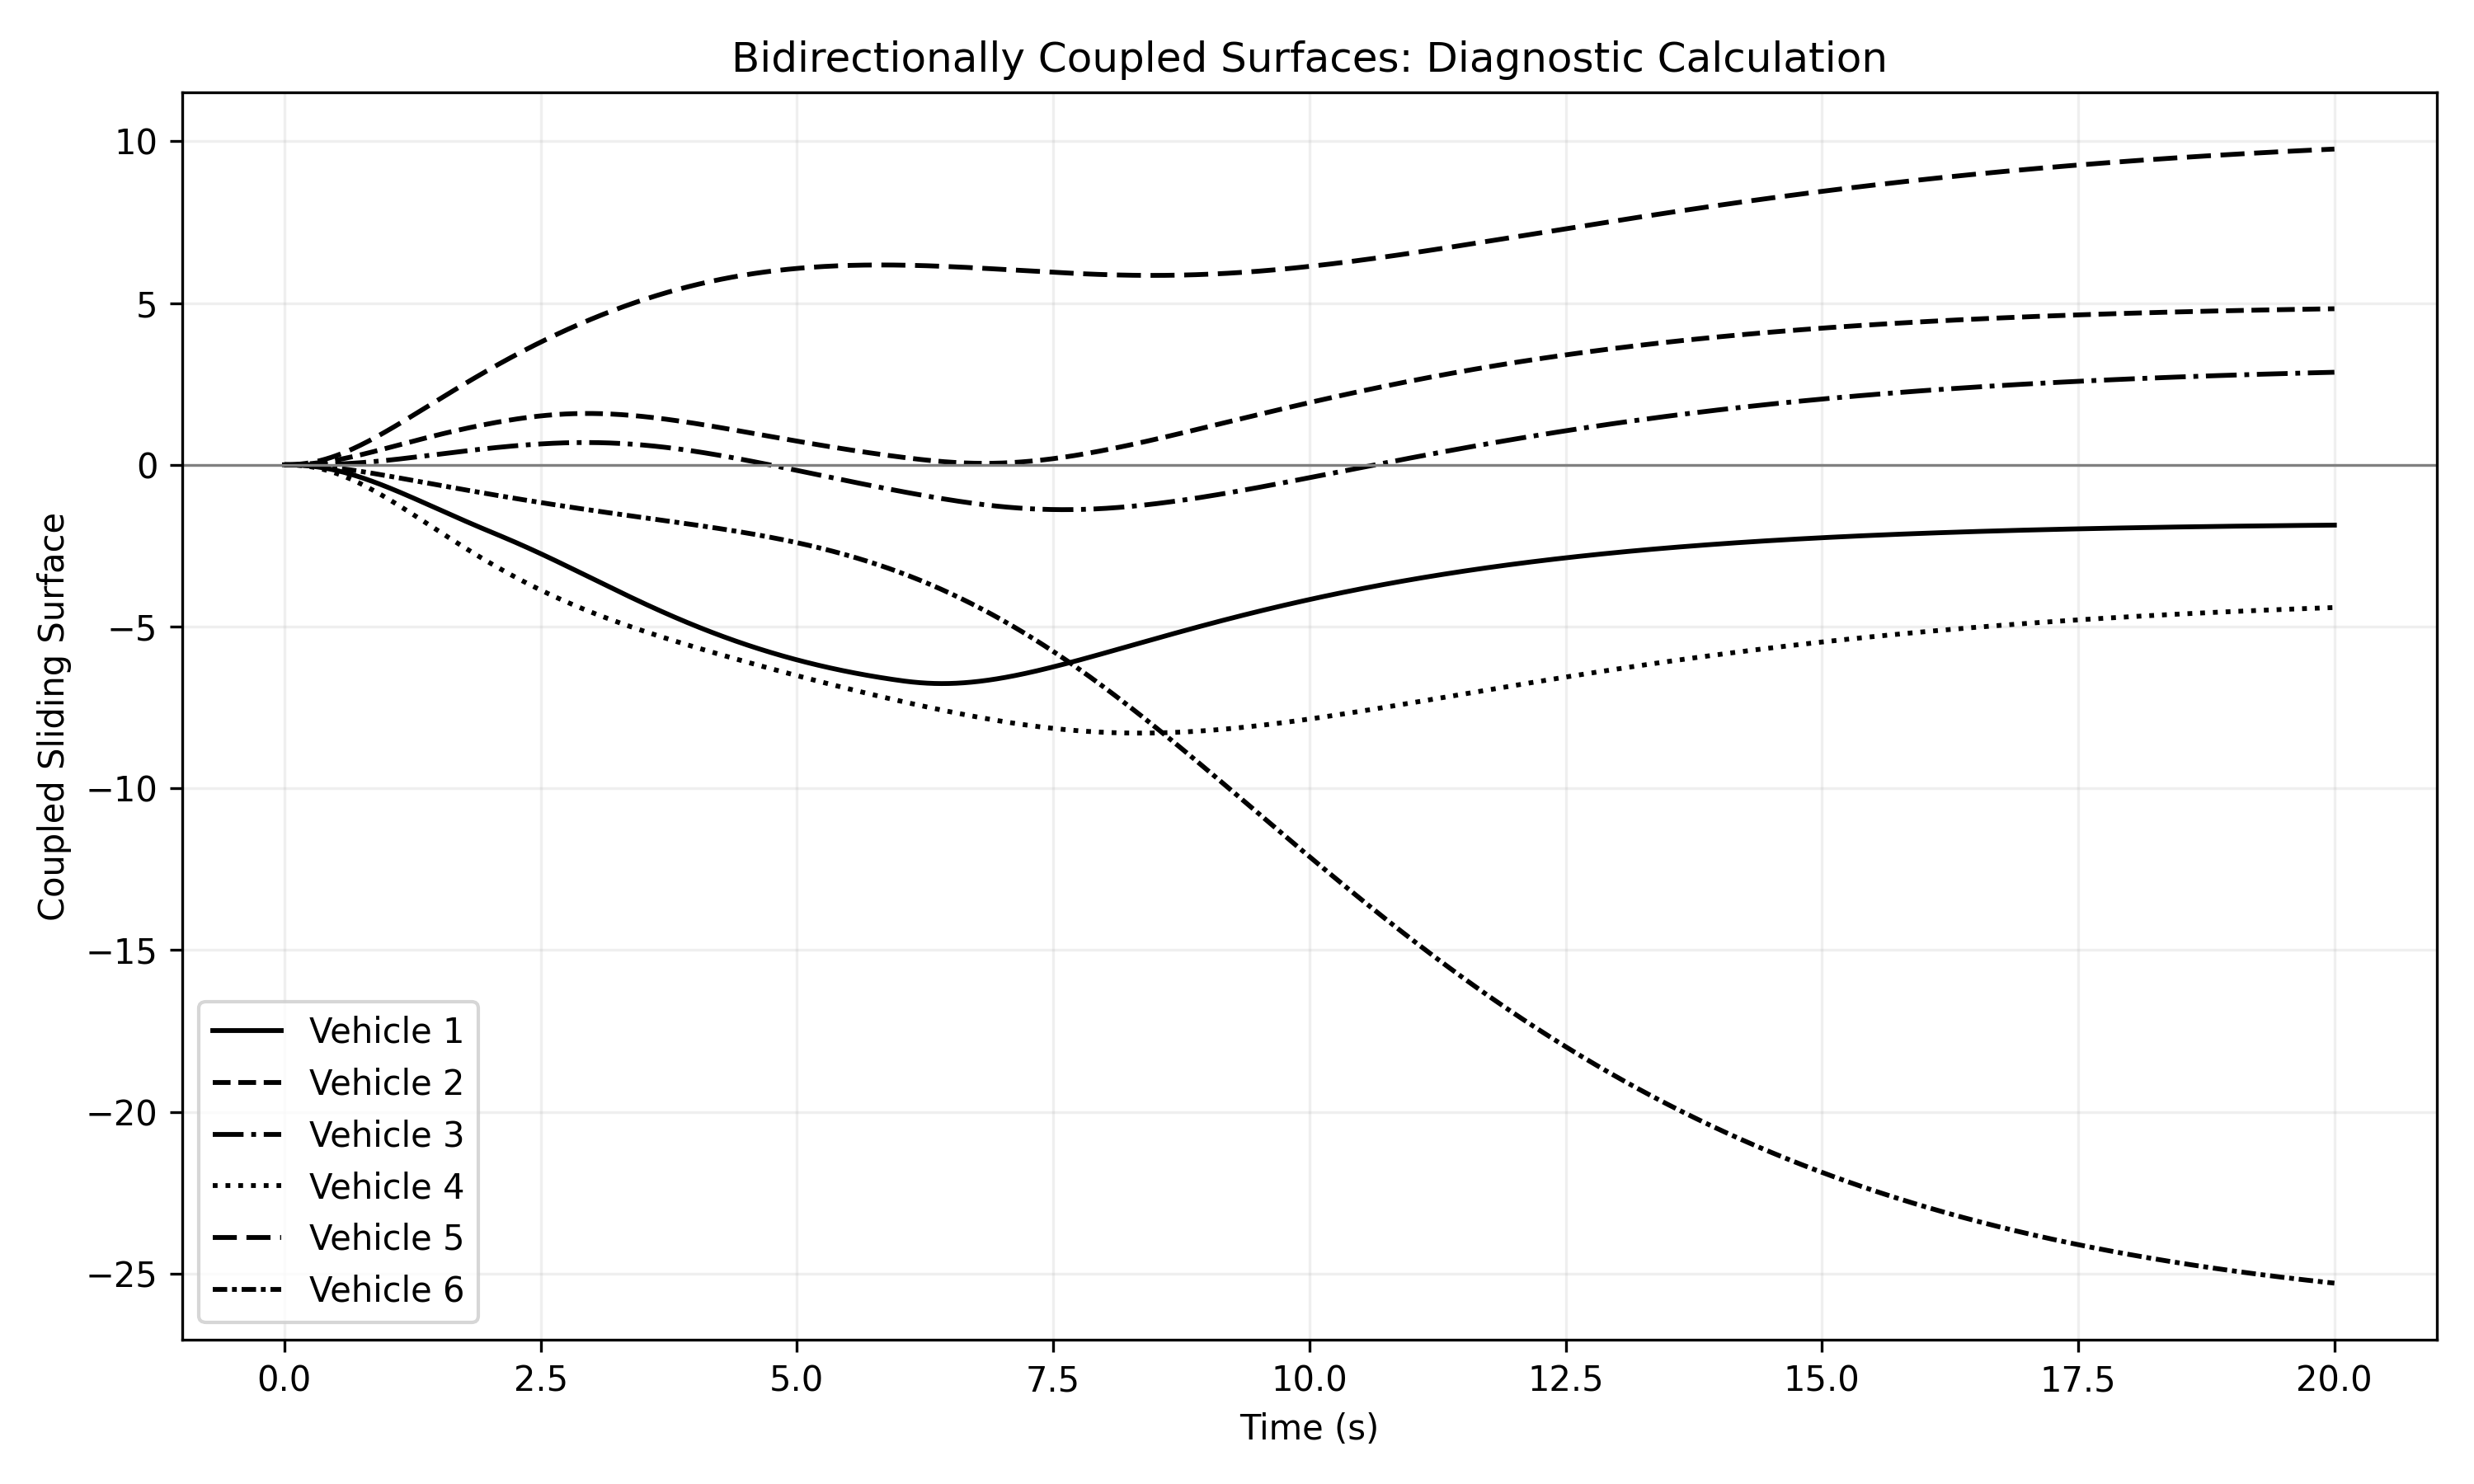 Bidirectionally Coupled Surfaces: Diagnostic Calculation
Coupled Sliding Surface
10
5
0
−5
−10
−15
−20
−25
Vehicle 1
Vehicle 2
Vehicle 3
Vehicle 4
Vehicle 5
Vehicle 6
0.0 2.5 5.0 7.5 10.0 12.5 15.0 17.5 20.0
Time (s)